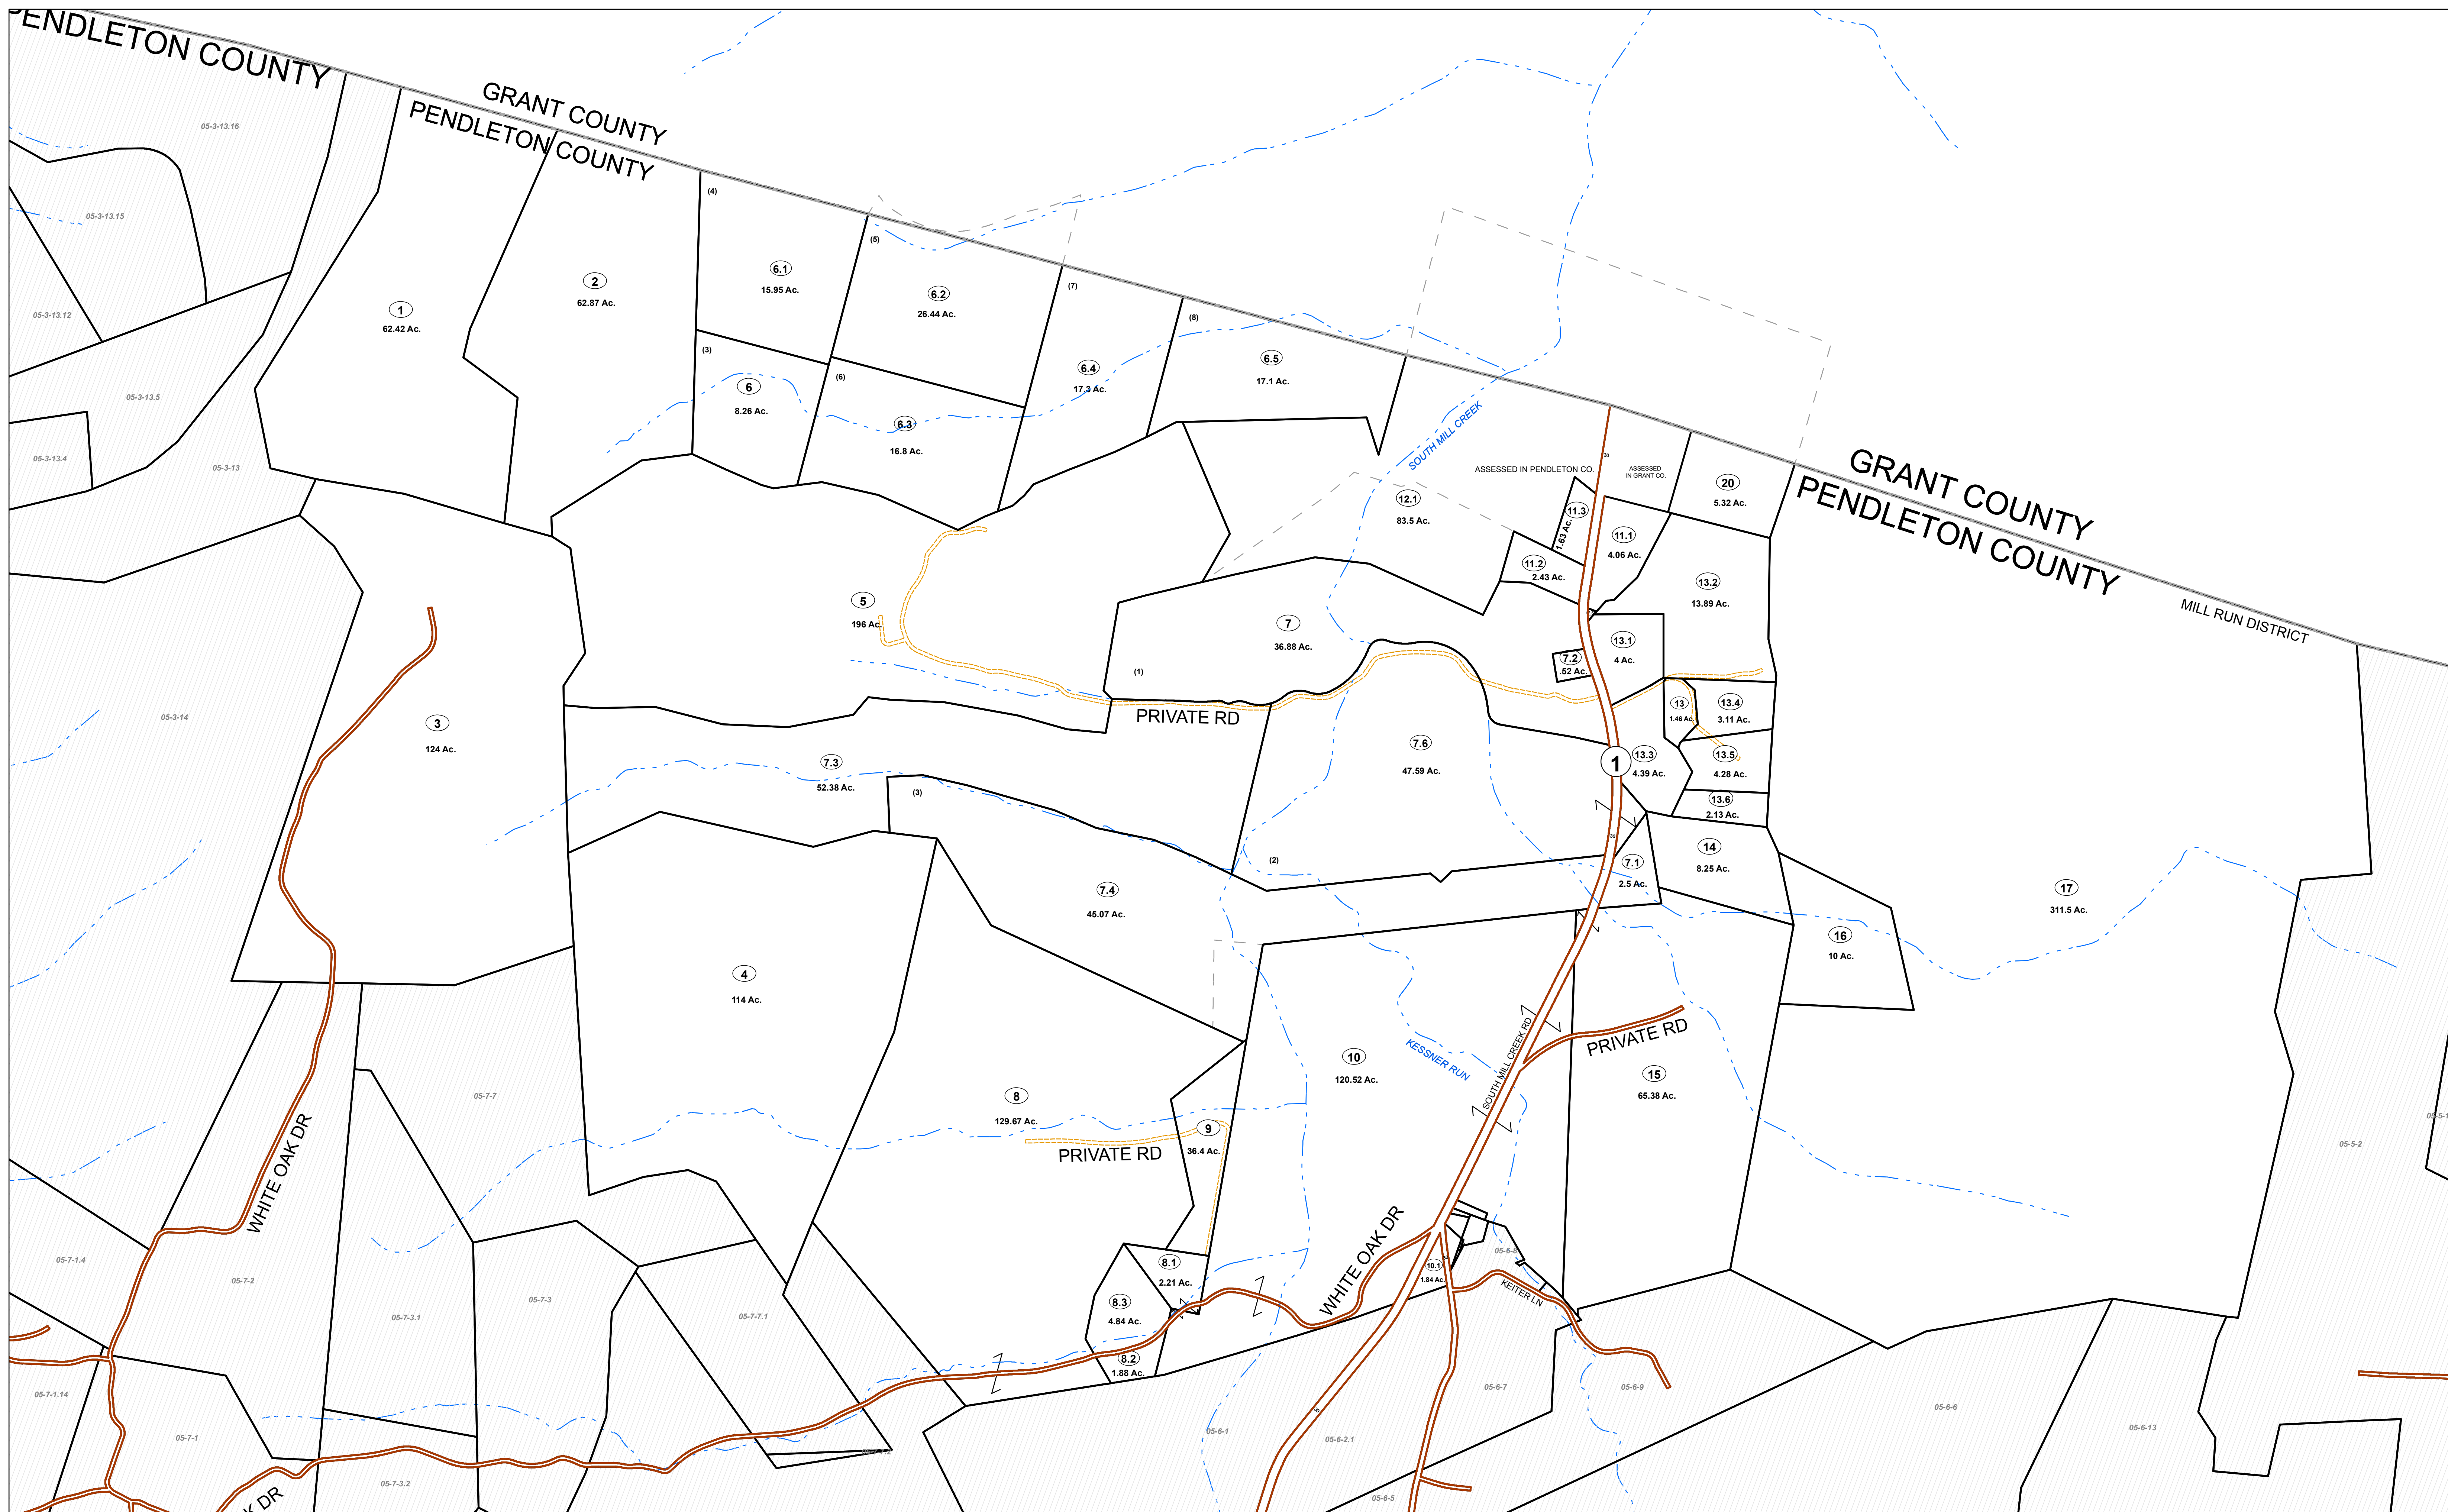 PENDLETON COUNTY
GRANT COUNTY
PENDLETON COUNTY
05-3-13.16
05-3-13.15
05-3-13.12
05-3-13.5
05-3-13.4
05-3-13
05-3-14
(4)
(5)
(7)
(8)
(3)
(6)
1
62.42 Ac.
2
62.87 Ac.
6.1
15.95 Ac.
6.2
26.44 Ac.
6.4
17.3 Ac.
6.5
17.1 Ac.
6
8.26 Ac.
6.3
16.8 Ac.
SOUTH MILL CREEK
ASSESSED IN PENDLETON CO.
ASSESSED
IN GRANT CO.
30
20
5.32 Ac.
GRANT COUNTY
PENDLETON COUNTY
MILL RUN DISTRICT
12.1
83.5 Ac.
11.3
1.63 Ac.
11.1
4.06 Ac.
11.2
2.43 Ac.
13.2
13.89 Ac.
5
196 Ac.
7
36.88 Ac.
(1)
13.1
4 Ac.
7.2
.52 Ac.
13
1.46 Ac.
13.4
3.11 Ac.
PRIVATE RD
3
124 Ac.
7.3
52.38 Ac.
(3)
7.6
47.59 Ac.
1
13.3
4.39 Ac.
13.5
4.28 Ac.
13.6
2.13 Ac.
30
(2)
7.1
2.5 Ac.
14
8.25 Ac.
7.4
45.07 Ac.
17
311.5 Ac.
16
10 Ac.
4
114 Ac.
10
120.52 Ac.
KESSNER RUN
SOUTH MILL CREEK RD
PRIVATE RD
15
65.38 Ac.
8
129.67 Ac.
PRIVATE RD
9
36.4 Ac.
05-7-7
WHITE OAK DR
05-5-2
05-7-1.4
05-7-2
05-7-3
05-7-3.1
05-7-7.1
8.1
2.21 Ac.
8.3
4.84 Ac.
8.2
1.88 Ac.
WHITE OAK DR
10.1
1.84 Ac.
30
05-6-8
KEITER LN
05-7-1.14
05-7-1
05-7-3.2
05-6-1
05-6-2.1
30
05-6-7
05-6-9
05-6-6
05-6-13
05-6-5
K DR